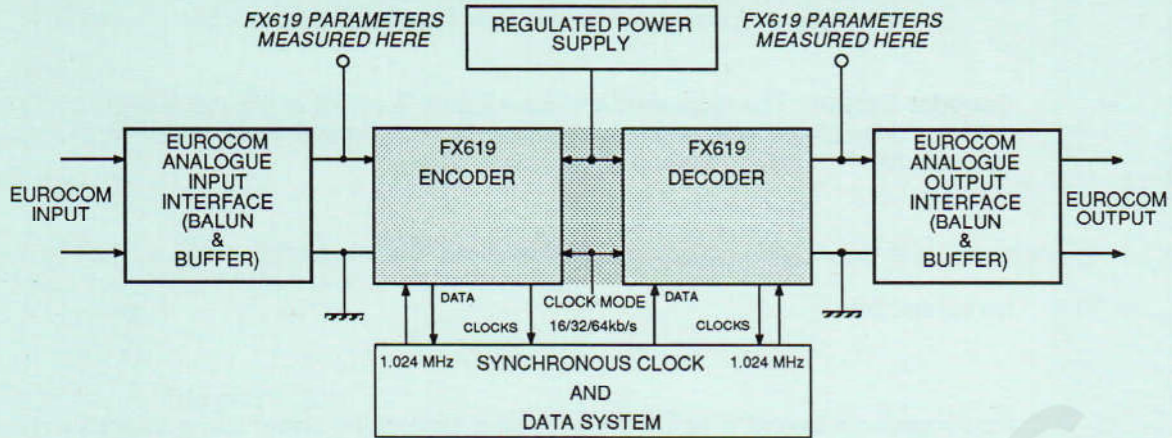 FX619 PARAMETERS
MEASURED HERE
REGULATED POWER
SUPPLY
FX619 PARAMETERS
MEASURED HERE
EUROCOM
INPUT
EUROCOM
ANALOGUE
INPUT
INTERFACE
(BALUN
&
BUFFER)
FX619
ENCODER
FX619
DECODER
EUROCOM
ANALOGUE
OUTPUT
INTERFACE
(BALUN
&
BUFFER)
EUROCOM
OUTPUT
DATA
CLOCKS
CLOCK MODE
16/32/64kb/s
DATA
CLOCKS
1.024 MHz
SYNCHRONOUS CLOCK
AND
DATA SYSTEM
1.024 MHz